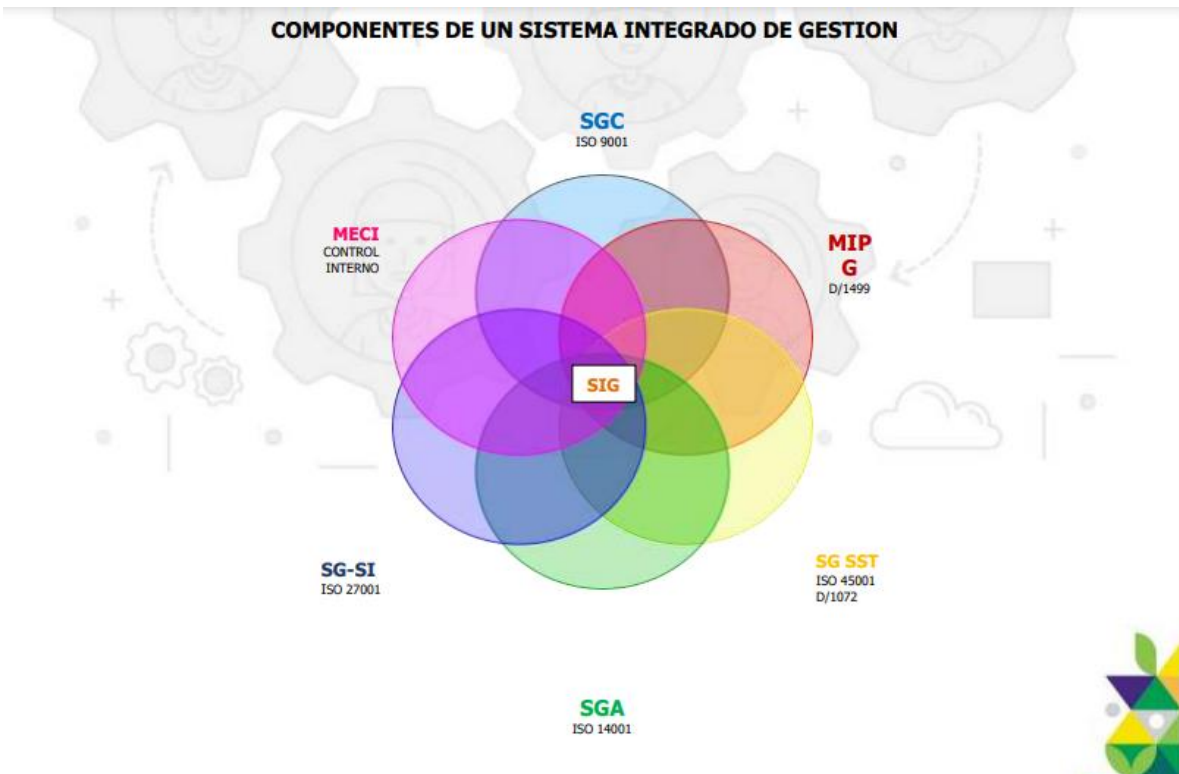 COMPONENTES DE UN SISTEMA INTEGRADO DE GESTION
SGC
ISO 9001
MECI
CONTROL
INTERNO
MIP
G
D/1499
SIG
SG-SI
ISO 27001
SG SST
ISO 45001
D/1072
SGA
ISO 14001